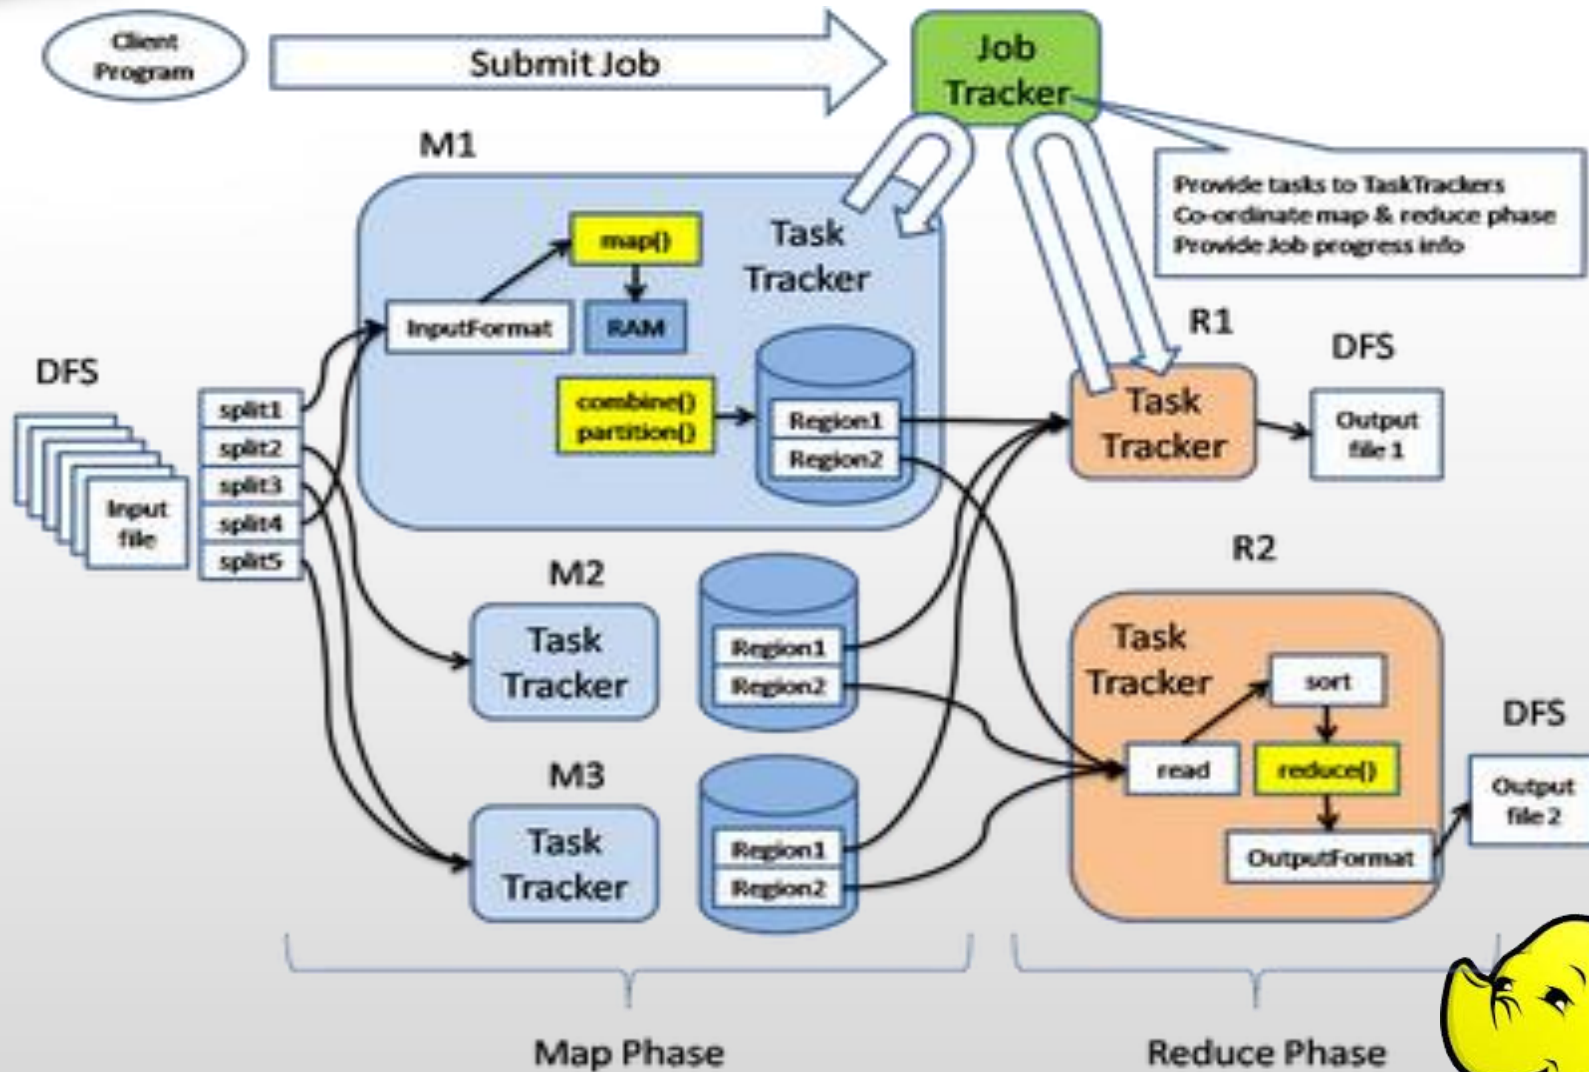 Client
Program
Submit Job
Job
Tracker
Provide tasks to TaskTrackers
Co-ordinate map & reduce phase
Provide Job progress info
M1
Task
Tracker
map()
InputFormat
RAM
combine()
partition()
Region1
Region2
DFS
Input
file
split1
split2
split3
split4
split5
M2
Task
Tracker
Region1
Region2
M3
Task
Tracker
Region1
Region2
R1
Task
Tracker
DFS
Output
file 1
R2
Task
Tracker
sort
read
reduce()
OutputFormat
DFS
Output
file 2
Map Phase
Reduce Phase